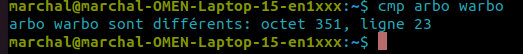 marchal@marchal-OMEN-Laptop-15-en1xxx:~$ cmp arbo warbo
arbo warbo sont différents: octet 351, ligne 23
marchal@marchal-OMEN-Laptop-15-en1xxx:~$